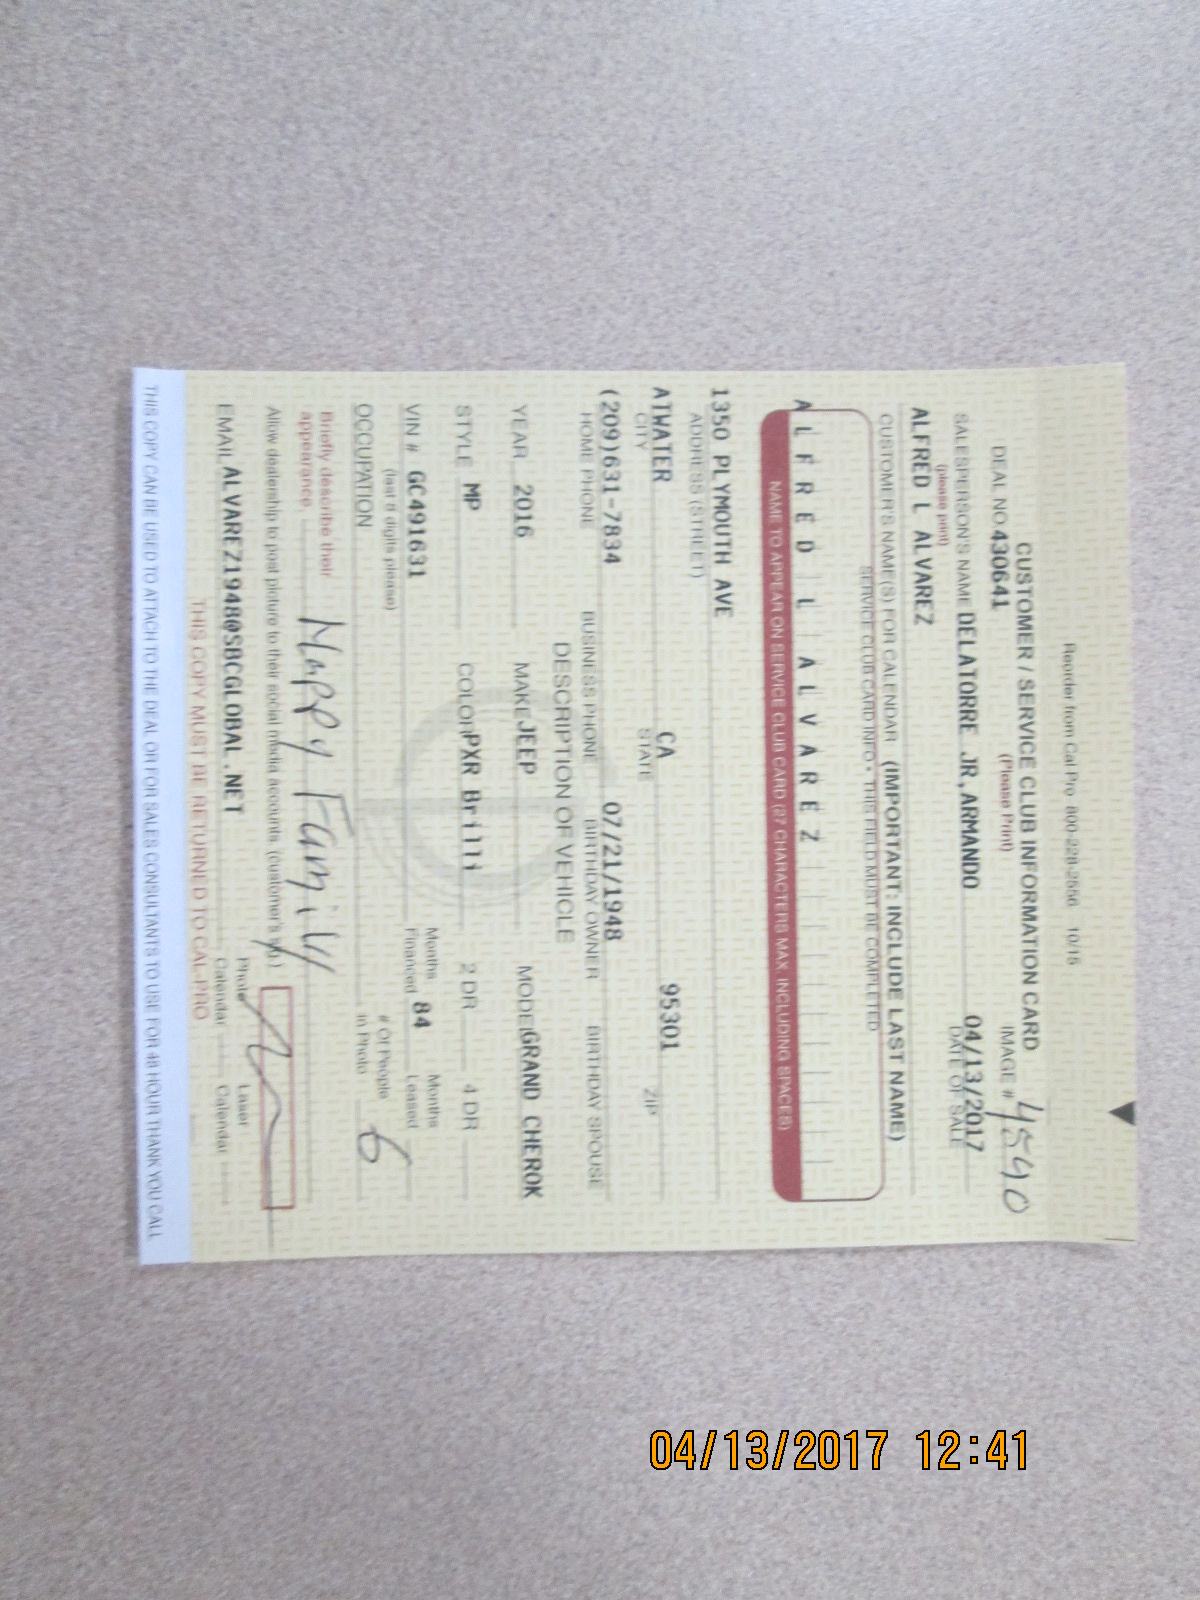 Reorder from Cal Pro 800-228-2556 10/15
CUSTOMER / SERVICE CLUB INFORMATION CARD
(Please Print)
DEAL NO. 430641 IMAGE # 4590
SALESPERSON'S NAME DELATORRE JR,ARMANDO 04/13/2017
(please print) DATE OF SALE
ALFRED L ALVAREZ
CUSTOMER'S NAME(S) FOR CALENDAR (IMPORTANT: INCLUDE LAST NAME)
SERVICE CLUB CARD INFO • THIS FIELD MUST BE COMPLETED
ALFRED L ALVAREZ
NAME TO APPEAR ON SERVICE CLUB CARD (27 CHARACTERS MAX. INCLUDING SPACES)
1350 PLYMOUTH AVE
ADDRESS (STREET)
ATWATER CA 95301
CITY STATE ZIP
(209)631-7834 07/21/1948
HOME PHONE BUSINESS PHONE BIRTHDAY OWNER BIRTHDAY SPOUSE
DESCRIPTION OF VEHICLE
YEAR 2016 MAKE JEEP MODEL GRAND CHEROK
STYLE MP COLOR PXR Brilli 2 DR 4 DR
VIN # GC491631 Months Financed 84 Months Leased
(last 8 digits please)
OCCUPATION # Of People in Photo 6
Briefly describe their appearance Happy Family
Allow dealership to post picture to their social media accounts. (customer's sig.)
EMAIL ALVAREZ1948@SBCGLOBAL.NET Photo Calendar Laser Calendar
THIS COPY MUST BE RETURNED TO CAL-PRO
THIS COPY CAN BE USED TO ATTACH TO THE DEAL OR FOR SALES CONSULTANTS TO USE FOR 48 HOUR THANK YOU CALL
04/13/2017 12:41